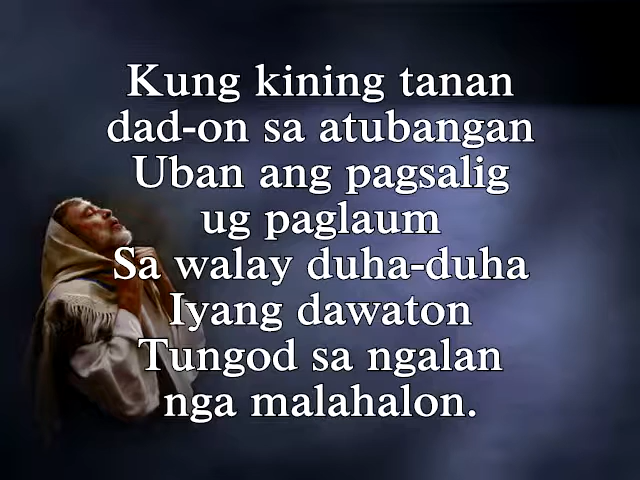 Kung kining tanan
dad-on sa atubangan
Uban ang pagsalig
ug paglaum
Sa walay duha-duha
Iyang dawaton
Tungod sa ngalan
nga malahalon.